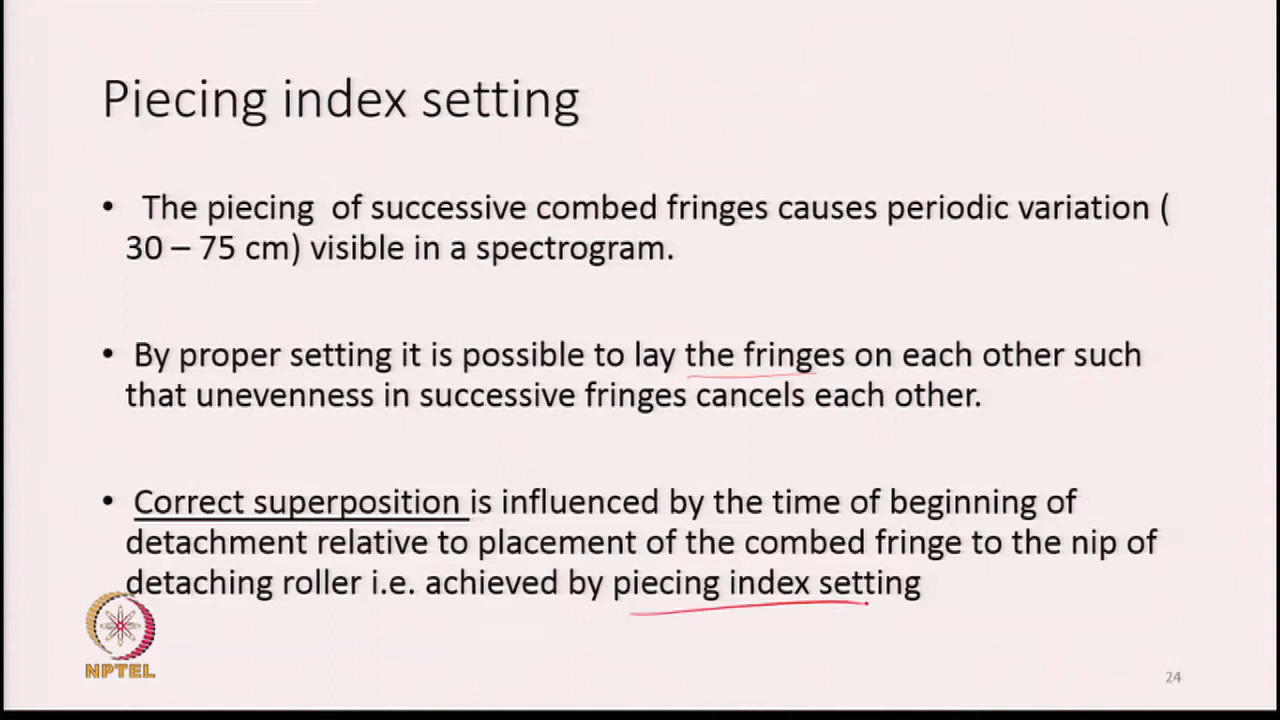 Piecing index setting
• The piecing of successive combed fringes causes periodic variation (
30 – 75 cm) visible in a spectrogram.
• By proper setting it is possible to lay the fringes on each other such
that unevenness in successive fringes cancels each other.
• Correct superposition is influenced by the time of beginning of
detachment relative to placement of the combed fringe to the nip of
detaching roller i.e. achieved by piecing index setting
NPTEL
24